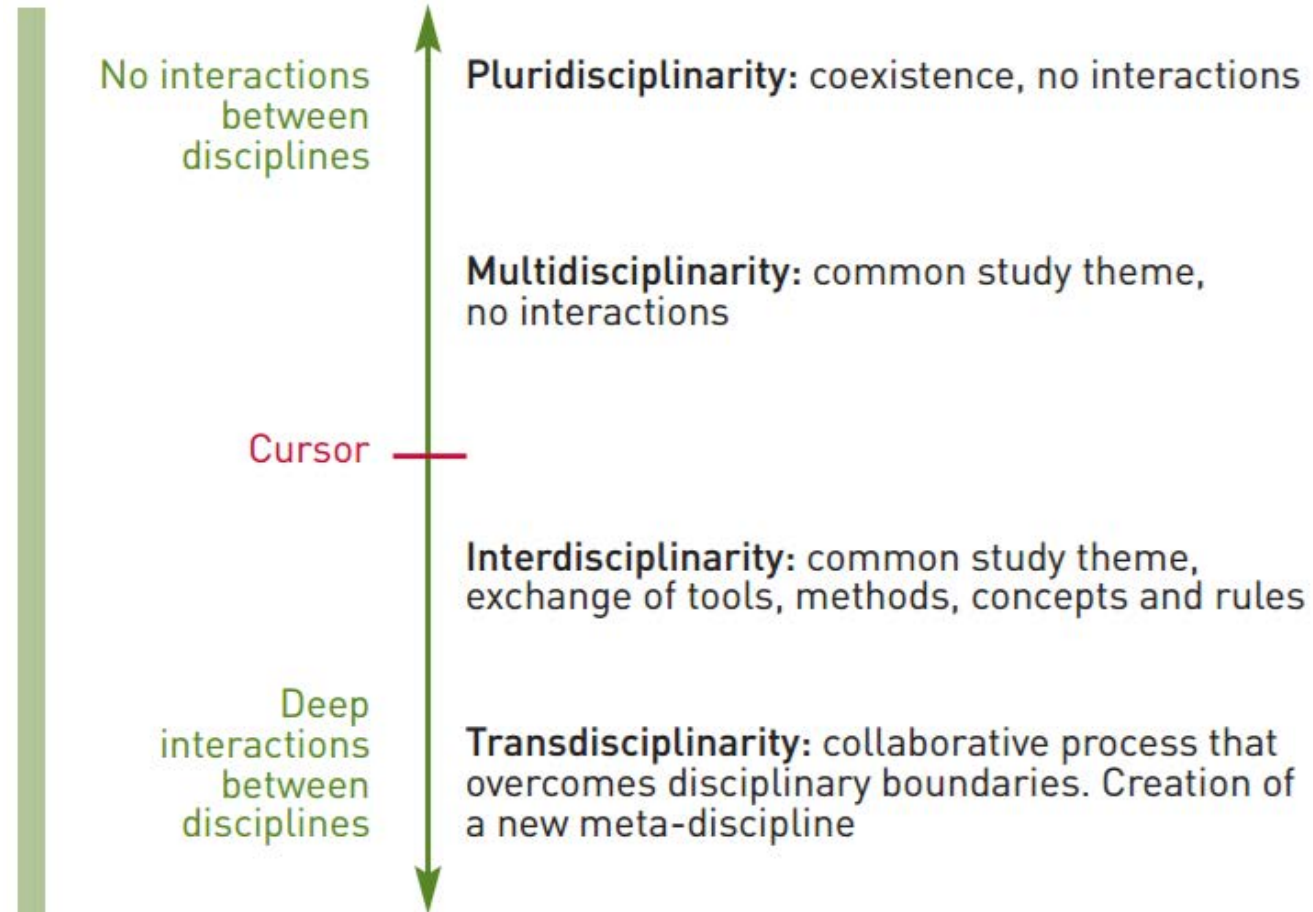 No interactions
between
disciplines
Pluridisciplinarity: coexistence, no interactions
Multidisciplinarity: common study theme,
no interactions
Cursor
Interdisciplinarity: common study theme,
exchange of tools, methods, concepts and rules
Deep
interactions
between
disciplines
Transdisciplinarity: collaborative process that
overcomes disciplinary boundaries. Creation of
a new meta-discipline